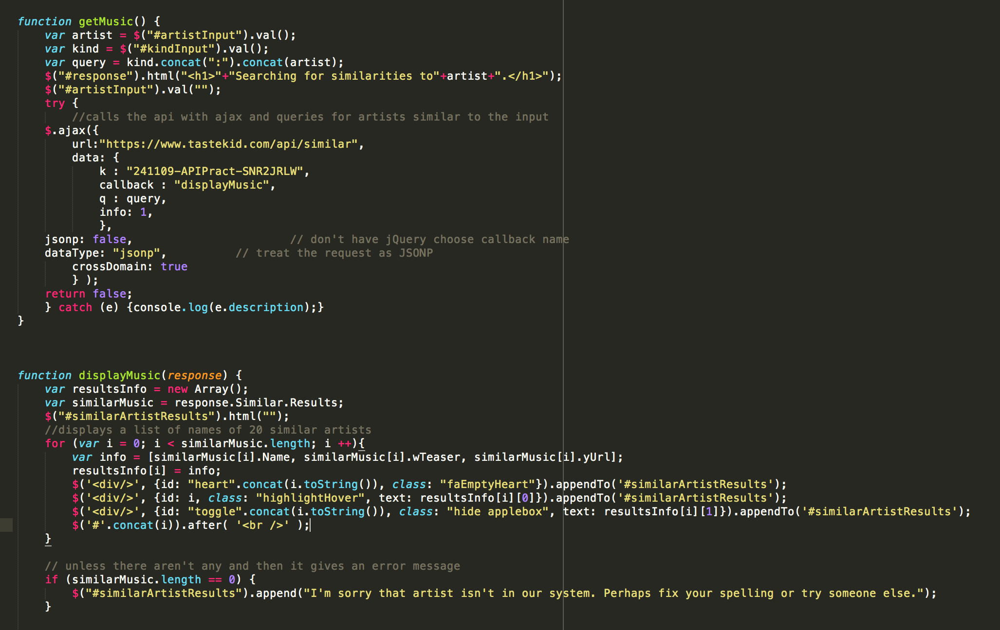 function getMusic() {
    var artist = $("#artistInput").val();
    var kind = $("#kindInput").val();
    var query = kind.concat(":").concat(artist);
    $("#response").html("<h1>"+"Searching for similarities to"+artist+".</h1>");
    $("#artistInput").val("");
    try {
        //calls the api with ajax and queries for artists similar to the input
    $.ajax({
        url:"https://www.tastekid.com/api/similar",
        data: {
            k : "241109-APIPract-SNR2JRLW",
            callback : "displayMusic",
            q : query,
            info: 1,
            },
    jsonp: false,                       // don't have jQuery choose callback name
    dataType: "jsonp",          // treat the request as JSONP
        crossDomain: true
        } );
    return false;
    } catch (e) {console.log(e.description);}
}
function displayMusic(response) {
    var resultsInfo = new Array();
    var similarMusic = response.Similar.Results;
    $("#similarArtistResults").html("");
    //displays a list of names of 20 similar artists
    for (var i = 0; i < similarMusic.length; i ++){
        var info = [similarMusic[i].Name, similarMusic[i].wTeaser, similarMusic[i].yUrl];
        resultsInfo[i] = info;
        $('<div/>', {id: "heart".concat(i.toString()), class: "faEmptyHeart"}).appendTo('#similarArtistResults');
        $('<div/>', {id: i, class: "highlightHover", text: resultsInfo[i][0]}).appendTo('#similarArtistResults');
        $('<div/>', {id: "toggle".concat(i.toString()), class: "hide applebox", text: resultsInfo[i][1]}).appendTo('#similarArtistResults');
        $('#'.concat(i)).after( '<br />' );
    }
    // unless there aren't any and then it gives an error message
    if (similarMusic.length == 0) {
        $("#similarArtistResults").append("I'm sorry that artist isn't in our system. Perhaps fix your spelling or try someone else.");
    }